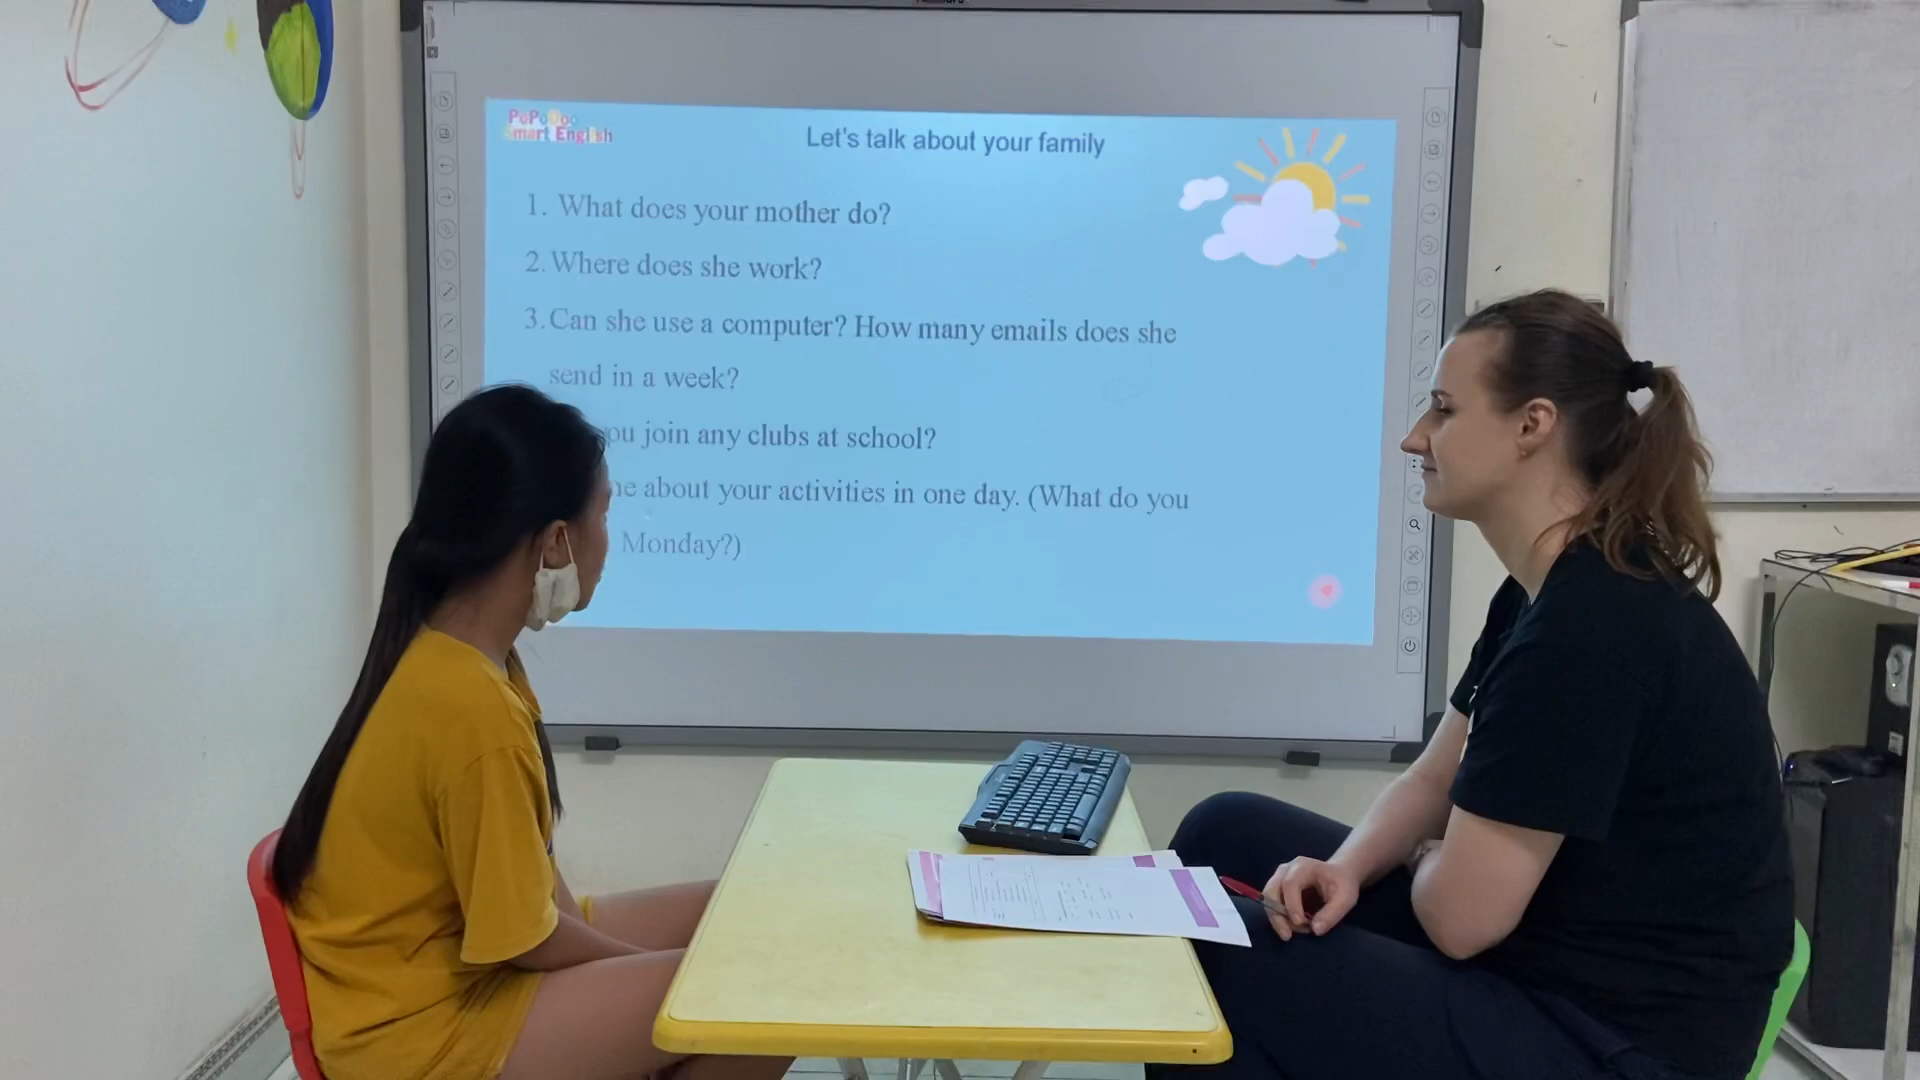 PoPoDoo
Smart English
Let's talk about your family
1. What does your mother do?
2. Where does she work?
3. Can she use a computer? How many emails does she
send in a week?
you join any clubs at school?
me about your activities in one day. (What do you
Monday?)